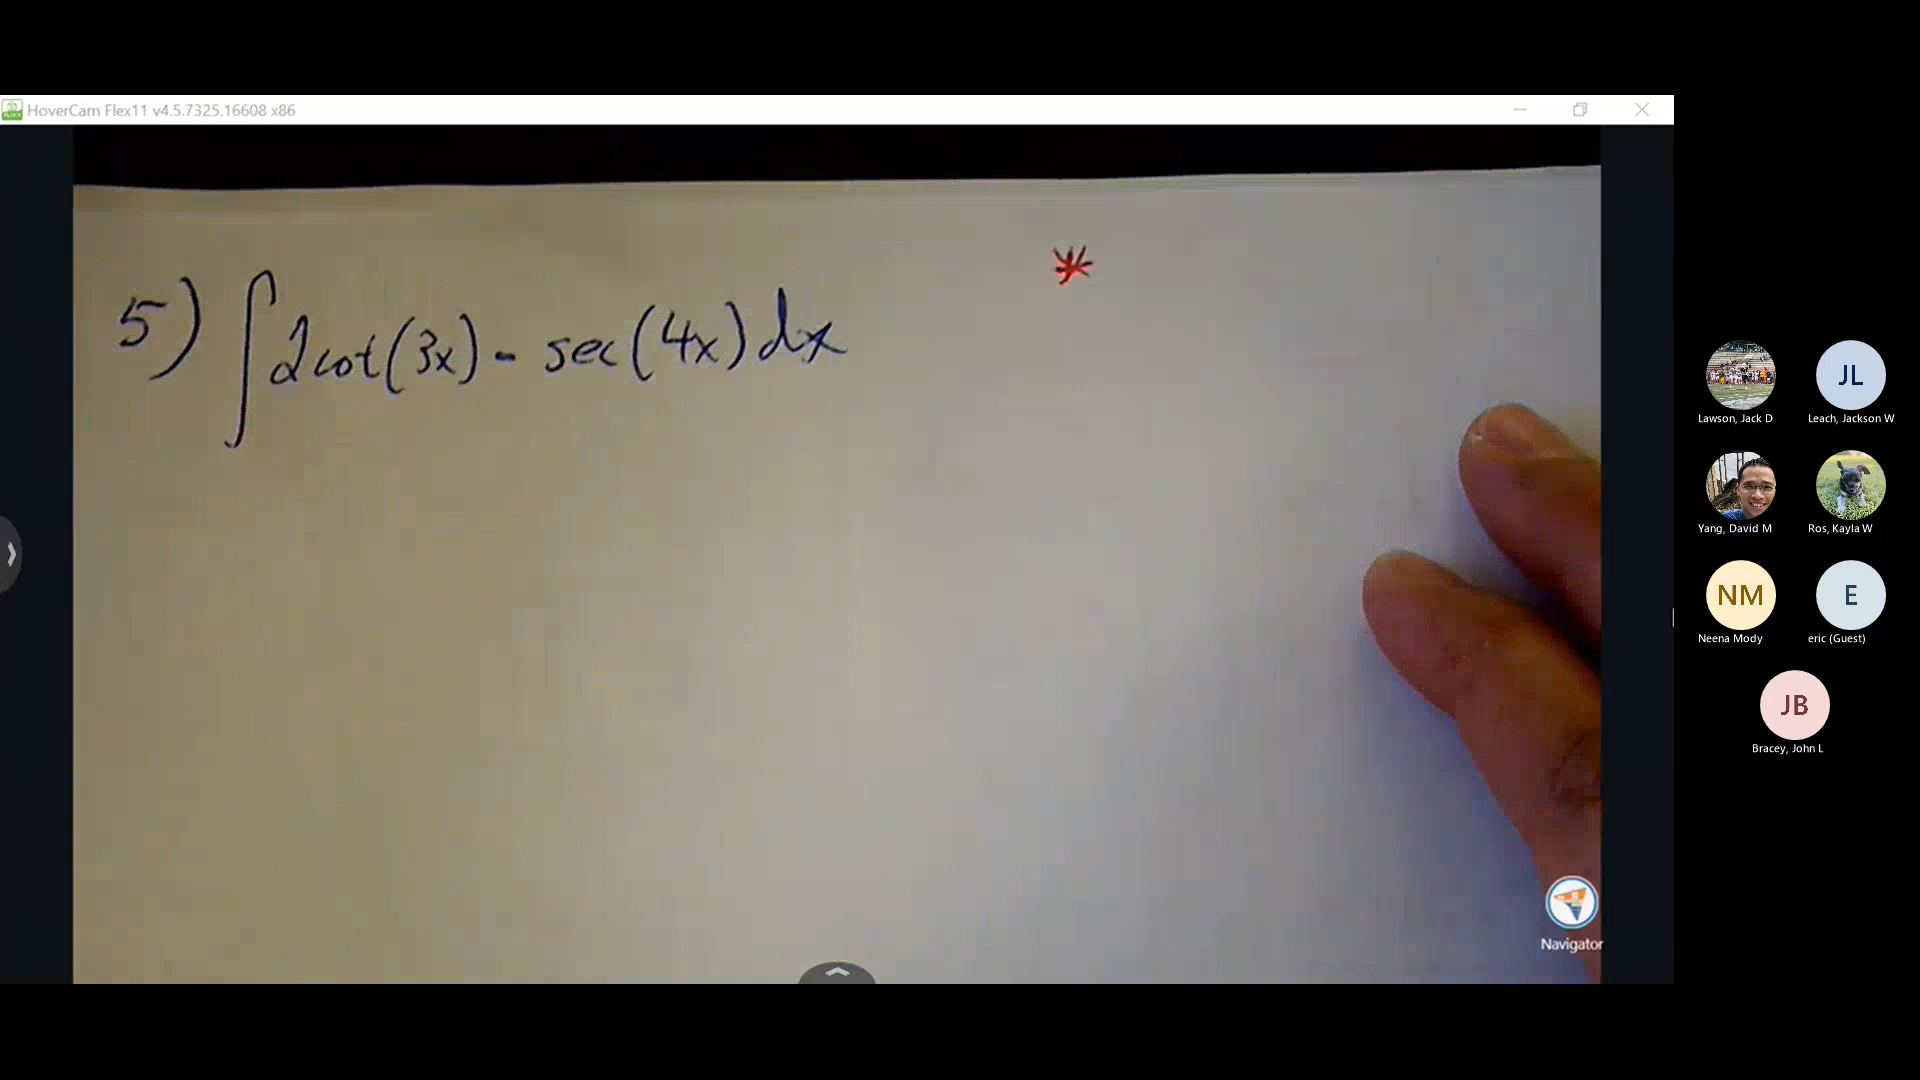 HoverCam Flex11 v4.5.7325.16608 x86
5) ∫2cot(3x) - sec(4x)dx
*
Lawson, Jack D
JL
Leach, Jackson W
Yang, David M
Ros, Kayla W
NM
Neena Mody
E
eric (Guest)
JB
Bracey, John L
Navigator